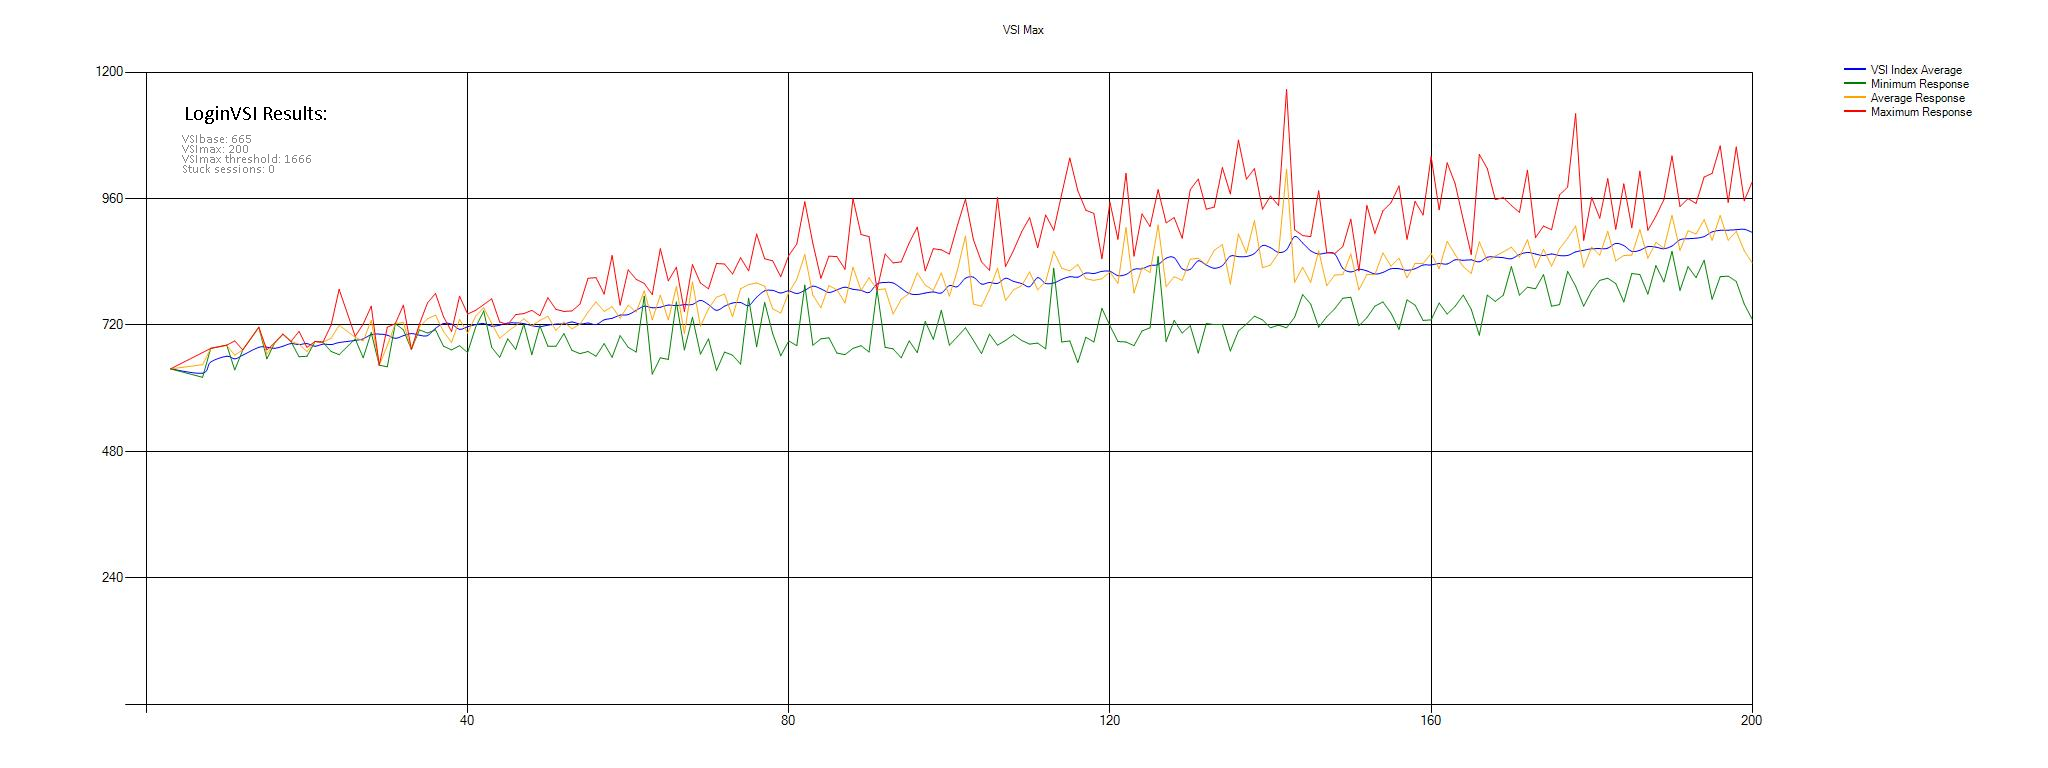 VSI Max
1200
960
720
480
240
40
80
120
160
200
LoginVSI Results:
VSIbase: 665
VSImax: 200
VSImax threshold: 1666
Stuck sessions: 0
VSI Index Average
Minimum Response
Average Response
Maximum Response